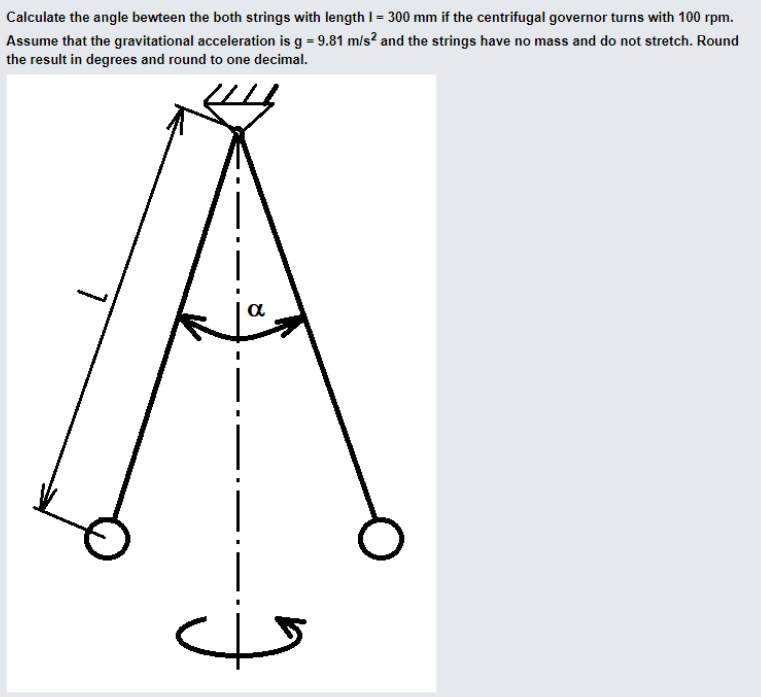 Calculate the angle bewteen the both strings with length l = 300 mm if the centrifugal governor turns with 100 rpm.
Assume that the gravitational acceleration is g = 9.81 m/s² and the strings have no mass and do not stretch. Round
the result in degrees and round to one decimal.
L
α